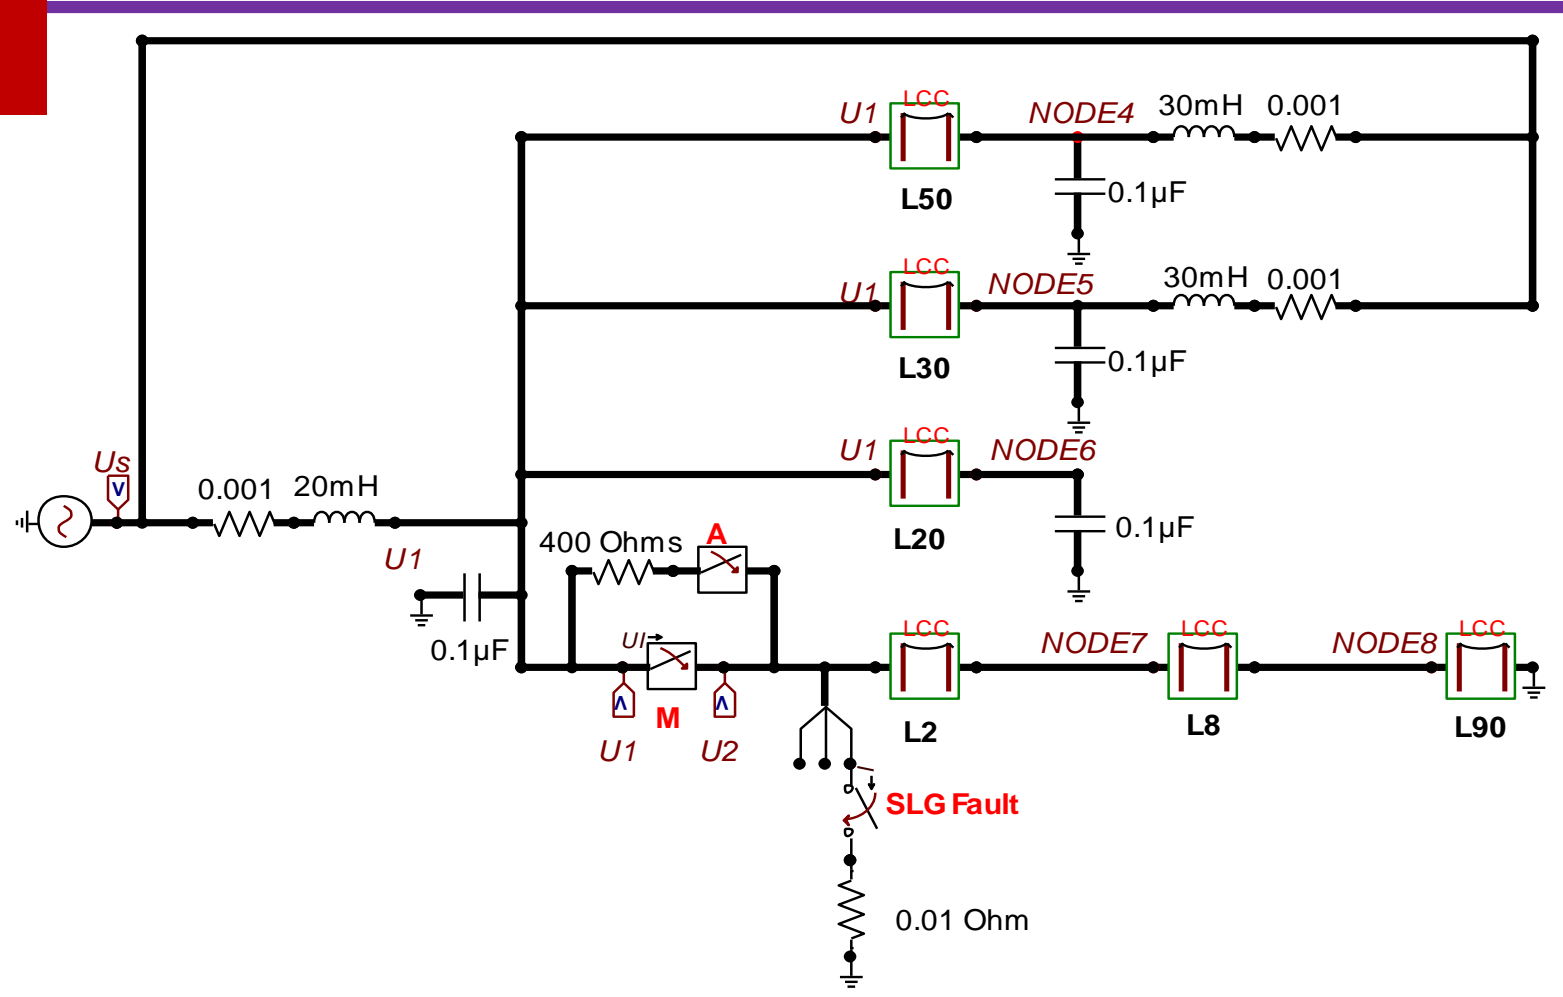 LCC
U1
NODE4
30mH
0.001
0.1µF
L50
LCC
U1
NODE5
30mH
0.001
0.1µF
L30
LCC
U1
NODE6
0.1µF
L20
Us
V
0.001
20mH
U1
400 Ohms
A
0.1µF
UI
M
V
V
U1
U2
LCC
NODE7
LCC
NODE8
LCC
L2
L8
L90
SLG Fault
0.01 Ohm